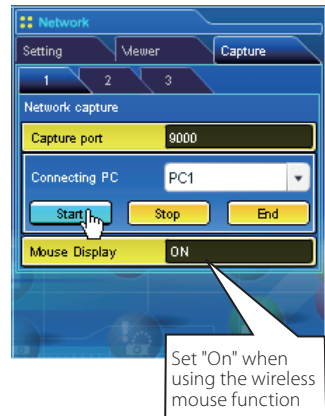 Network
Setting Viewer Capture
1 2 3
Network capture
Capture port 9000
Connecting PC PC1
Start Stop End
Mouse Display ON
Set "On" when
using the wireless
mouse function